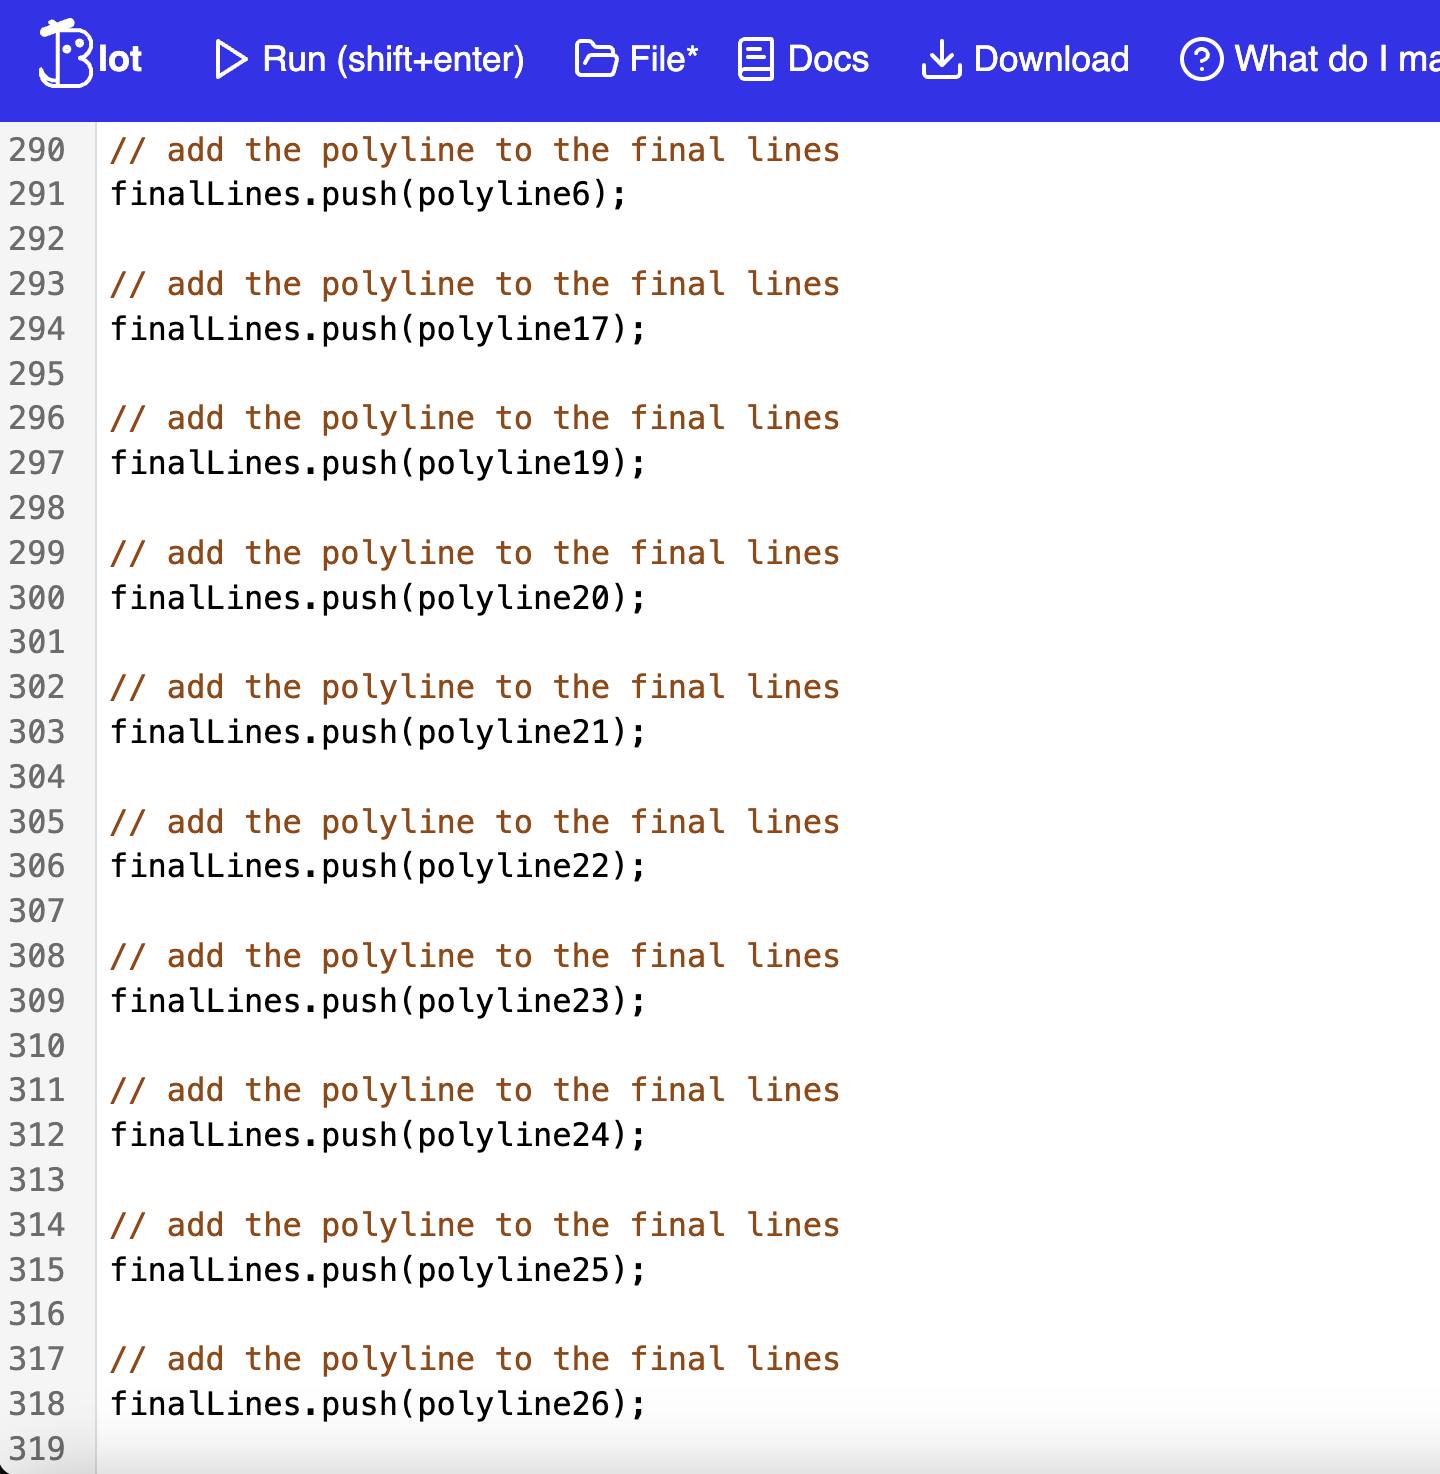 Blot Run (shift+enter) File* Docs Download What do I ma
290 // add the polyline to the final lines
291 finalLines.push(polyline6);
292
293 // add the polyline to the final lines
294 finalLines.push(polyline17);
295
296 // add the polyline to the final lines
297 finalLines.push(polyline19);
298
299 // add the polyline to the final lines
300 finalLines.push(polyline20);
301
302 // add the polyline to the final lines
303 finalLines.push(polyline21);
304
305 // add the polyline to the final lines
306 finalLines.push(polyline22);
307
308 // add the polyline to the final lines
309 finalLines.push(polyline23);
310
311 // add the polyline to the final lines
312 finalLines.push(polyline24);
313
314 // add the polyline to the final lines
315 finalLines.push(polyline25);
316
317 // add the polyline to the final lines
318 finalLines.push(polyline26);
319